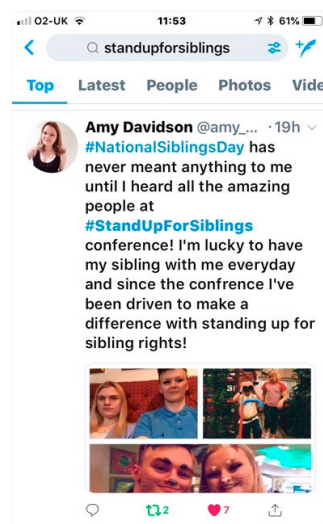 O2-UK 11:53 61%
standupforsiblings
Top Latest People Photos Vide
Amy Davidson @amy_... · 19h
#NationalSiblingsDay has
never meant anything to me
until I heard all the amazing
people at
#StandUpForSiblings
conference! I'm lucky to have
my sibling with me everyday
and since the confrence I've
been driven to make a
difference with standing up for
sibling rights!
2 7